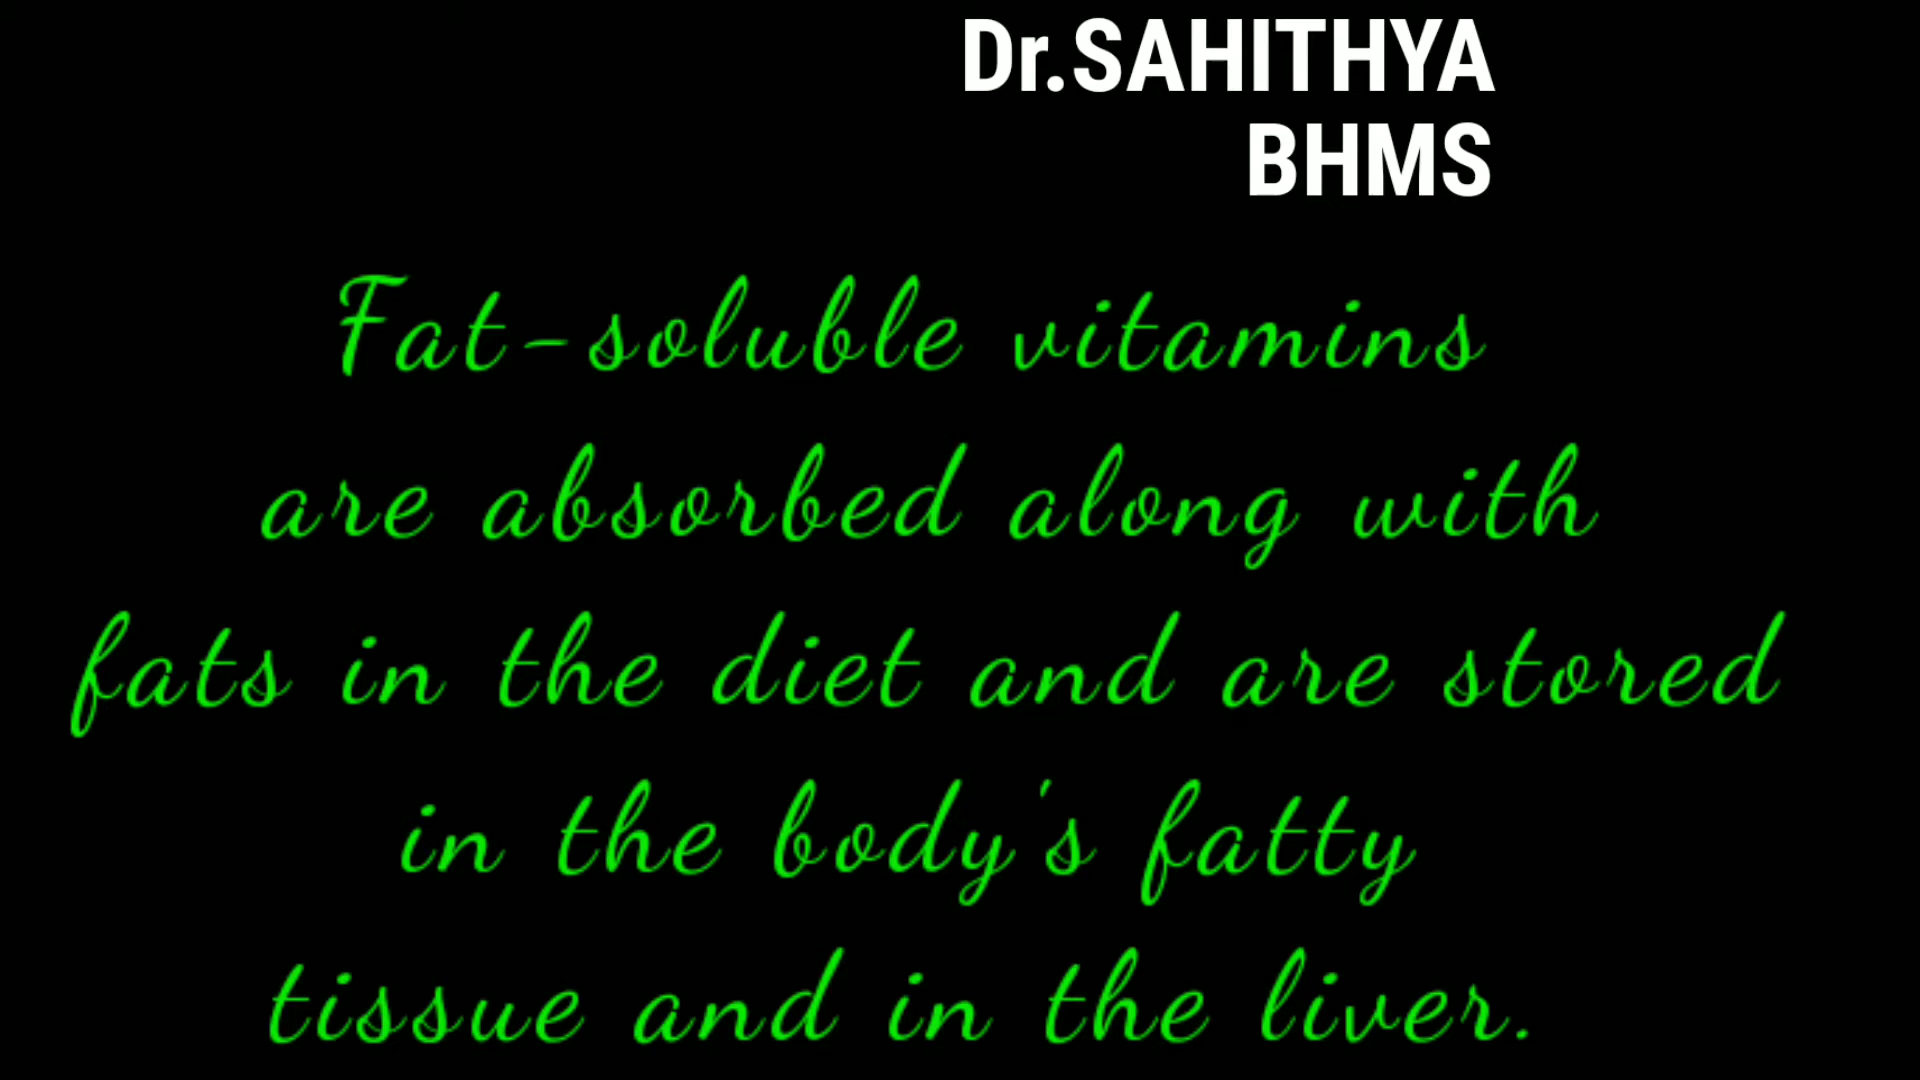 Dr.SAHITHYA
BHMS
Fat-soluble vitamins
are absorbed along with
fats in the diet and are stored
in the body's fatty
tissue and in the liver.